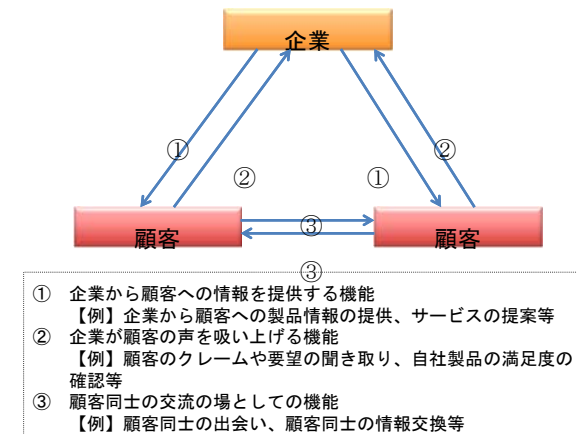 企業
①
②
①
②
顧客
③
顧客
③
① 企業から顧客への情報を提供する機能
【例】企業から顧客への製品情報の提供、サービスの提案等
② 企業が顧客の声を吸い上げる機能
【例】顧客のクレームや要望の聞き取り、自社製品の満足度の
確認等
③ 顧客同士の交流の場としての機能
【例】顧客同士の出会い、顧客同士の情報交換等